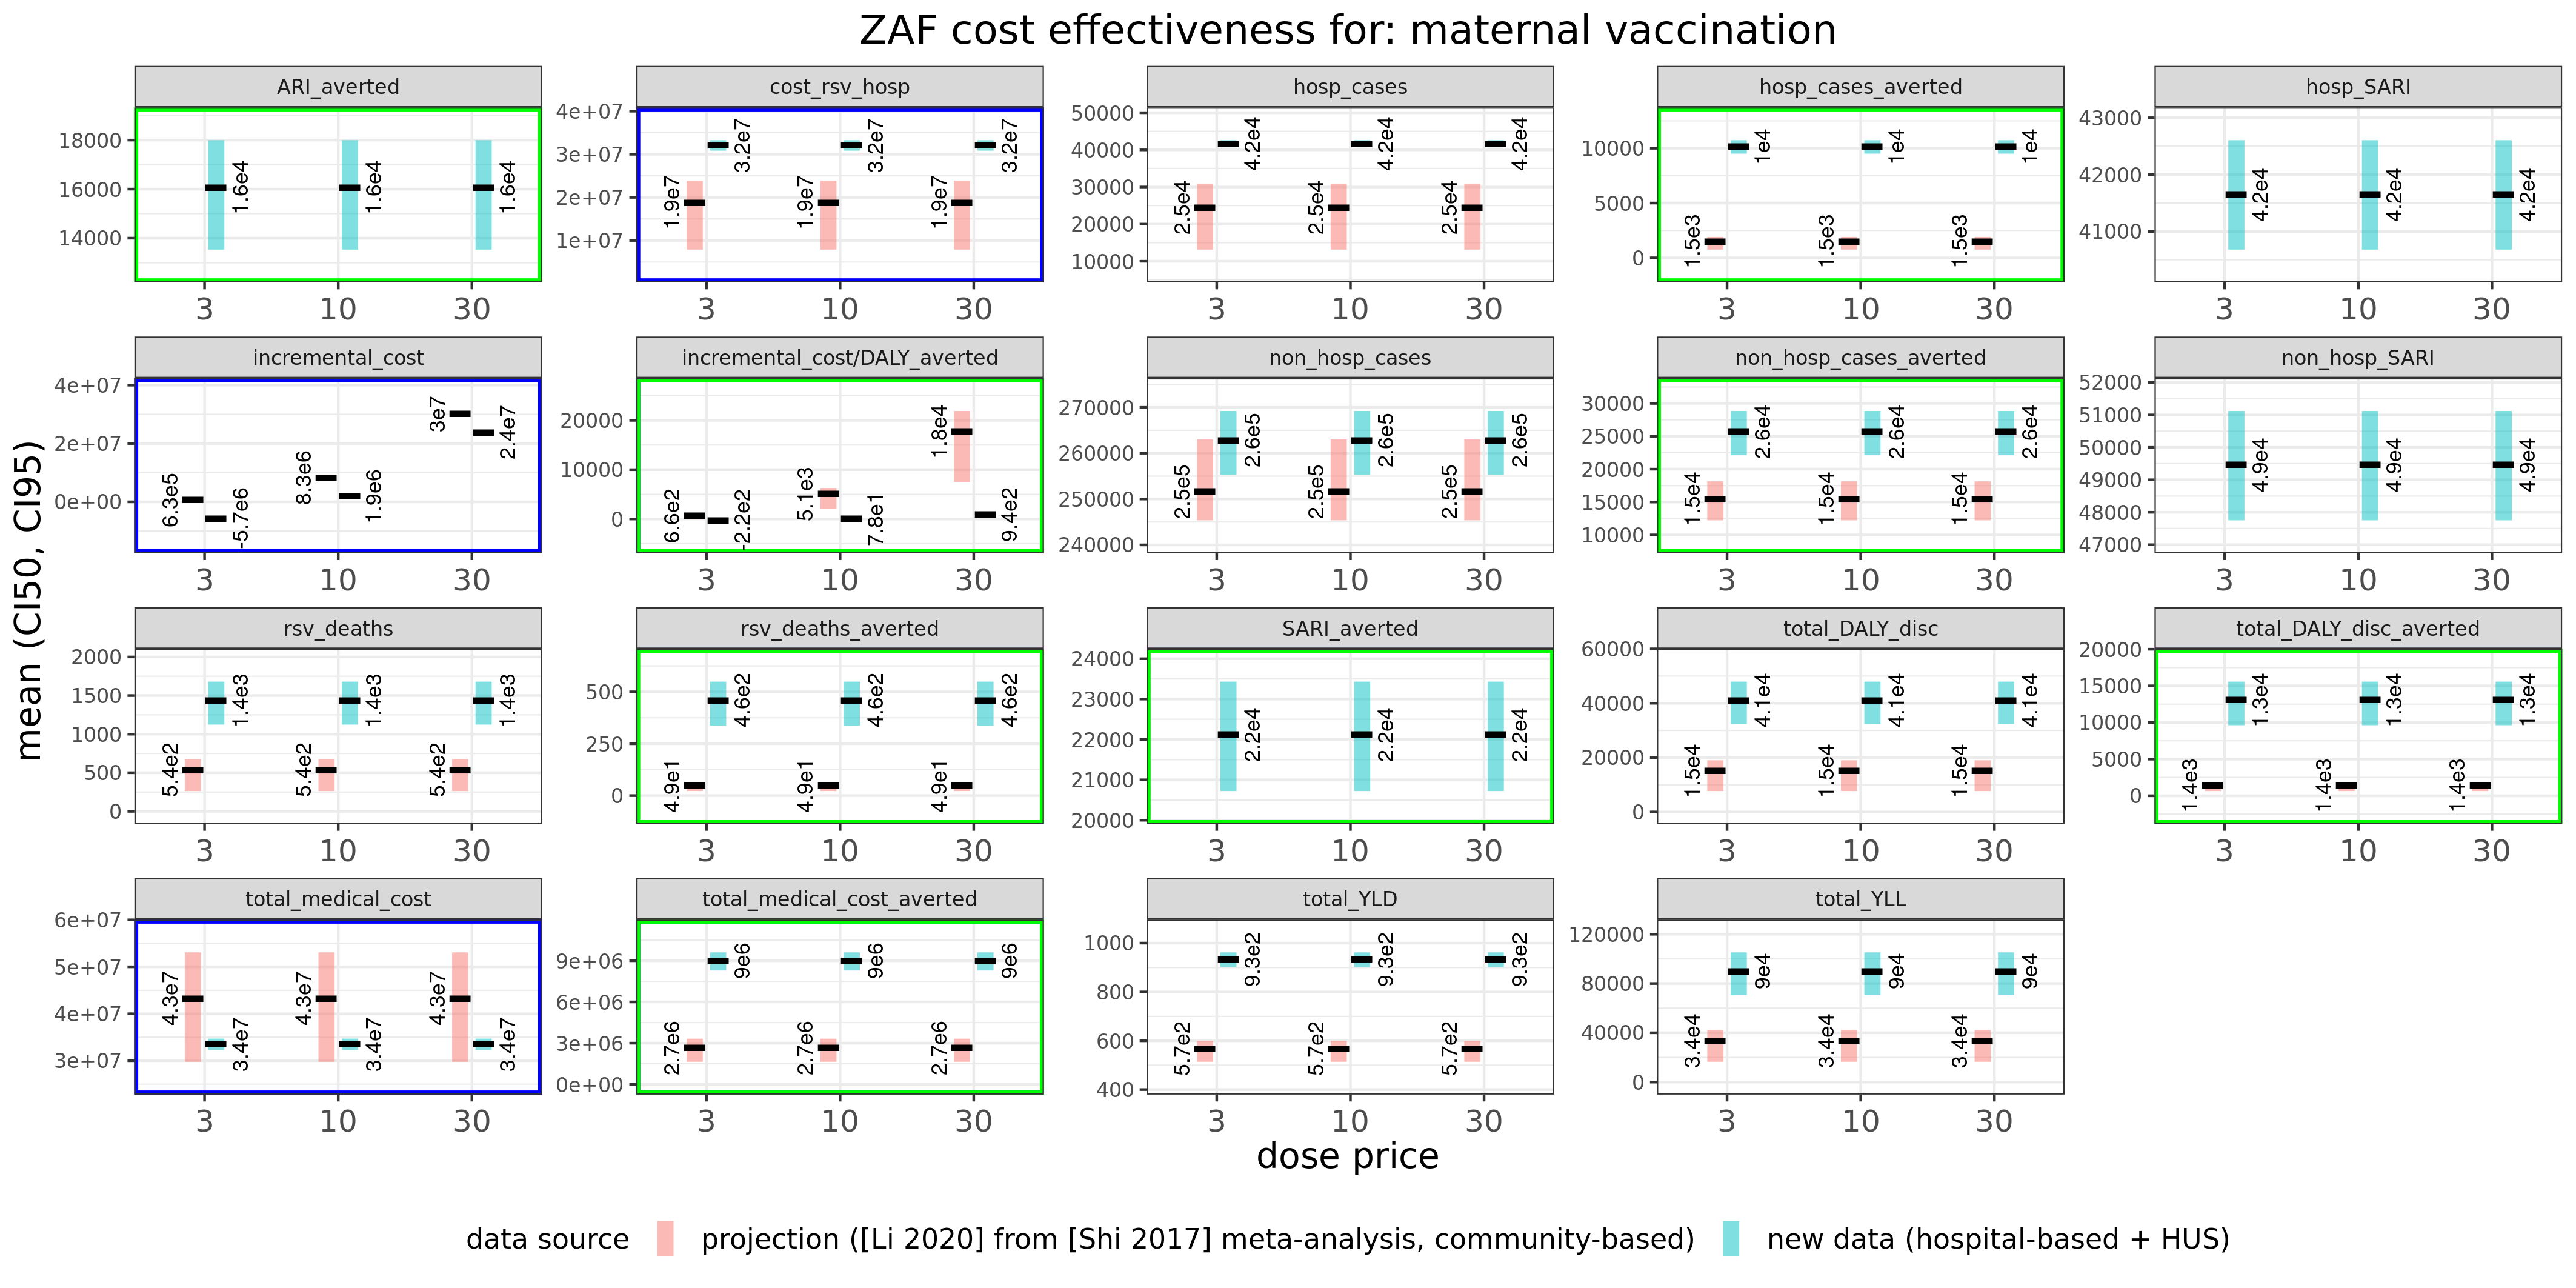 ZAF cost effectiveness for: maternal vaccination
mean (CI50, CI95)
ARI_averted
18000
16000
14000
1.6e4
1.6e4
1.6e4
3
10
30
cost_rsv_hosp
4e+07
3e+07
2e+07
1e+07
1.9e7
3.2e7
1.9e7
3.2e7
1.9e7
3.2e7
3
10
30
hosp_cases
50000
40000
30000
20000
10000
2.5e4
4.2e4
2.5e4
4.2e4
2.5e4
4.2e4
3
10
30
hosp_cases_averted
10000
5000
0
1.5e3
1e4
1.5e3
1e4
1.5e3
1e4
3
10
30
hosp_SARI
43000
42000
41000
4.2e4
4.2e4
4.2e4
3
10
30
incremental_cost
4e+07
2e+07
0e+00
6.3e5
-5.7e6
8.3e6
1.9e6
3e7
2.4e7
3
10
30
incremental_cost/DALY_averted
20000
10000
0
6.6e2
-2.2e2
5.1e3
7.8e1
1.8e4
9.4e2
3
10
30
non_hosp_cases
270000
260000
250000
240000
2.5e5
2.6e5
2.5e5
2.6e5
2.5e5
2.6e5
3
10
30
non_hosp_cases_averted
30000
25000
20000
15000
10000
1.5e4
2.6e4
1.5e4
2.6e4
1.5e4
2.6e4
3
10
30
non_hosp_SARI
52000
51000
50000
49000
48000
47000
4.9e4
4.9e4
4.9e4
3
10
30
rsv_deaths
2000
1500
1000
500
0
5.4e2
1.4e3
5.4e2
1.4e3
5.4e2
1.4e3
3
10
30
rsv_deaths_averted
500
250
0
4.9e1
4.6e2
4.9e1
4.6e2
4.9e1
4.6e2
3
10
30
SARI_averted
24000
23000
22000
21000
20000
2.2e4
2.2e4
2.2e4
3
10
30
total_DALY_disc
60000
40000
20000
0
1.5e4
4.1e4
1.5e4
4.1e4
1.5e4
4.1e4
3
10
30
total_DALY_disc_averted
20000
15000
10000
5000
0
1.4e3
1.3e4
1.4e3
1.3e4
1.4e3
1.3e4
3
10
30
total_medical_cost
6e+07
5e+07
4e+07
3e+07
4.3e7
3.4e7
4.3e7
3.4e7
4.3e7
3.4e7
3
10
30
total_medical_cost_averted
9e+06
6e+06
3e+06
0e+00
2.7e6
9e6
2.7e6
9e6
2.7e6
9e6
3
10
30
total_YLD
1000
800
600
400
5.7e2
9.3e2
5.7e2
9.3e2
5.7e2
9.3e2
3
10
30
total_YLL
120000
80000
40000
0
3.4e4
9e4
3.4e4
9e4
3.4e4
9e4
3
10
30
dose price
data source
projection ([Li 2020] from [Shi 2017] meta-analysis, community-based)
new data (hospital-based + HUS)